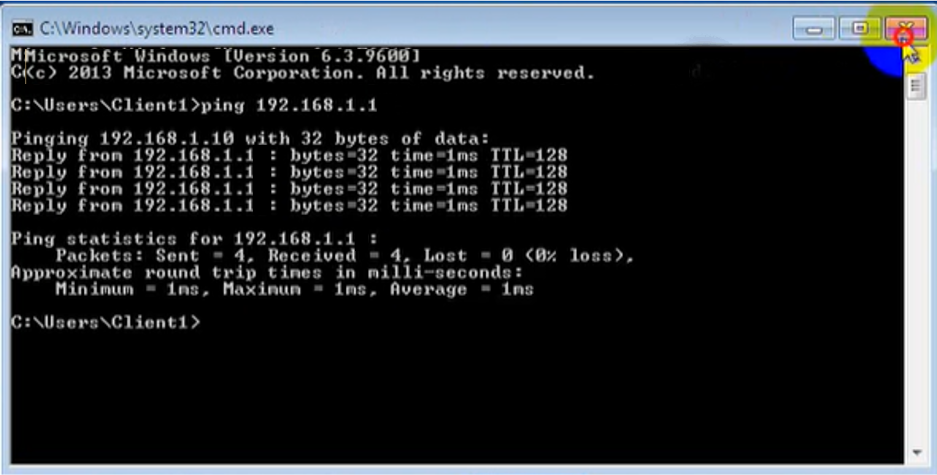 C:\Windows\system32\cmd.exe
MMicrosoft Windows [Version 6.3.9600]
C(c) 2013 Microsoft Corporation. All rights reserved.
C:\Users\Client1>ping 192.168.1.1
Pinging 192.168.1.10 with 32 bytes of data:
Reply from 192.168.1.1 : bytes=32 time=1ms TTL=128
Reply from 192.168.1.1 : bytes=32 time=1ms TTL=128
Reply from 192.168.1.1 : bytes=32 time=1ms TTL=128
Reply from 192.168.1.1 : bytes=32 time=1ms TTL=128
Ping statistics for 192.168.1.1 :
Packets: Sent = 4, Received = 4, Lost = 0 (0% loss),
Approximate round trip times in milli-seconds:
Minimum = 1ms, Maximum = 1ms, Average = 1ms
C:\Users\Client1>